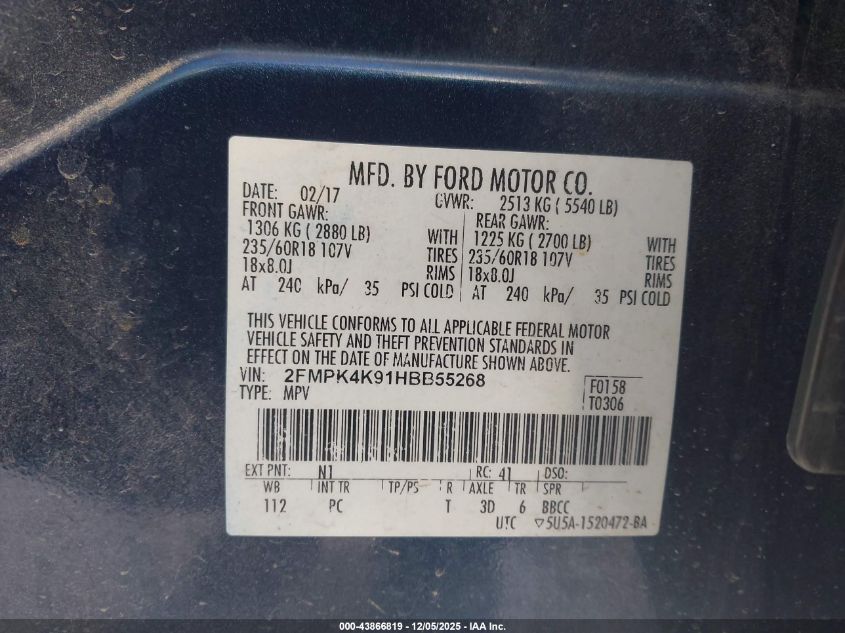 MFD. BY FORD MOTOR CO.
DATE: 02/17 GVWR: 2513 KG ( 5540 LB)
FRONT GAWR: REAR GAWR:
1306 KG ( 2880 LB) WITH 1225 KG ( 2700 LB) WITH
235/60R18 107V TIRES 235/60R18 107V TIRES
18x8.0J RIMS 18x8.0J RIMS
AT 240 kPa/ 35 PSI COLD AT 240 kPa/ 35 PSI COLD
THIS VEHICLE CONFORMS TO ALL APPLICABLE FEDERAL MOTOR
VEHICLE SAFETY AND THEFT PREVENTION STANDARDS IN
EFFECT ON THE DATE OF MANUFACTURE SHOWN ABOVE.
VIN: 2FMPK4K91HBB55268 F0158
TYPE: MPV T0306
EXT PNT: N1 RC: 41 DSO:
WB INT TR TP/PS R AXLE TR SPR
112 PC T 3D 6 BBCC
UTC ▽5U5A-1520472-BA
000-43866819 - 12/05/2025 - IAA Inc.